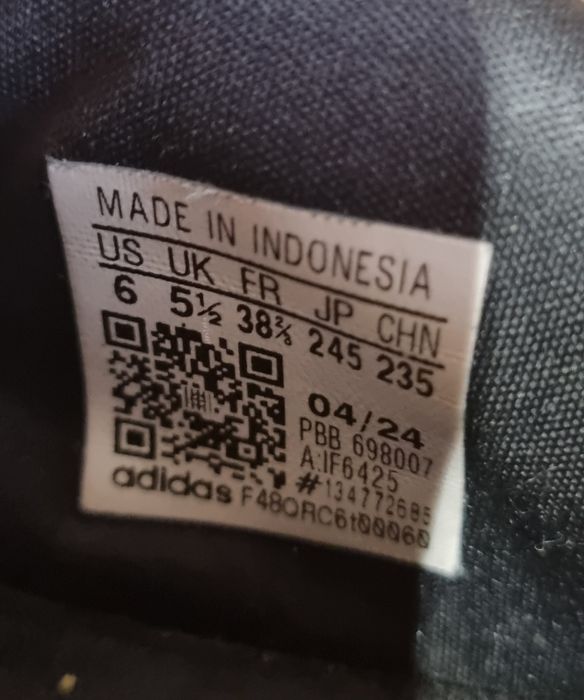 MADE IN INDONESIA
US UK FR JP CHN
6 5½ 38⅔ 245 235
04/24
PBB 698007
A:IF6425
#134772685
adidas F48QRC6t00060